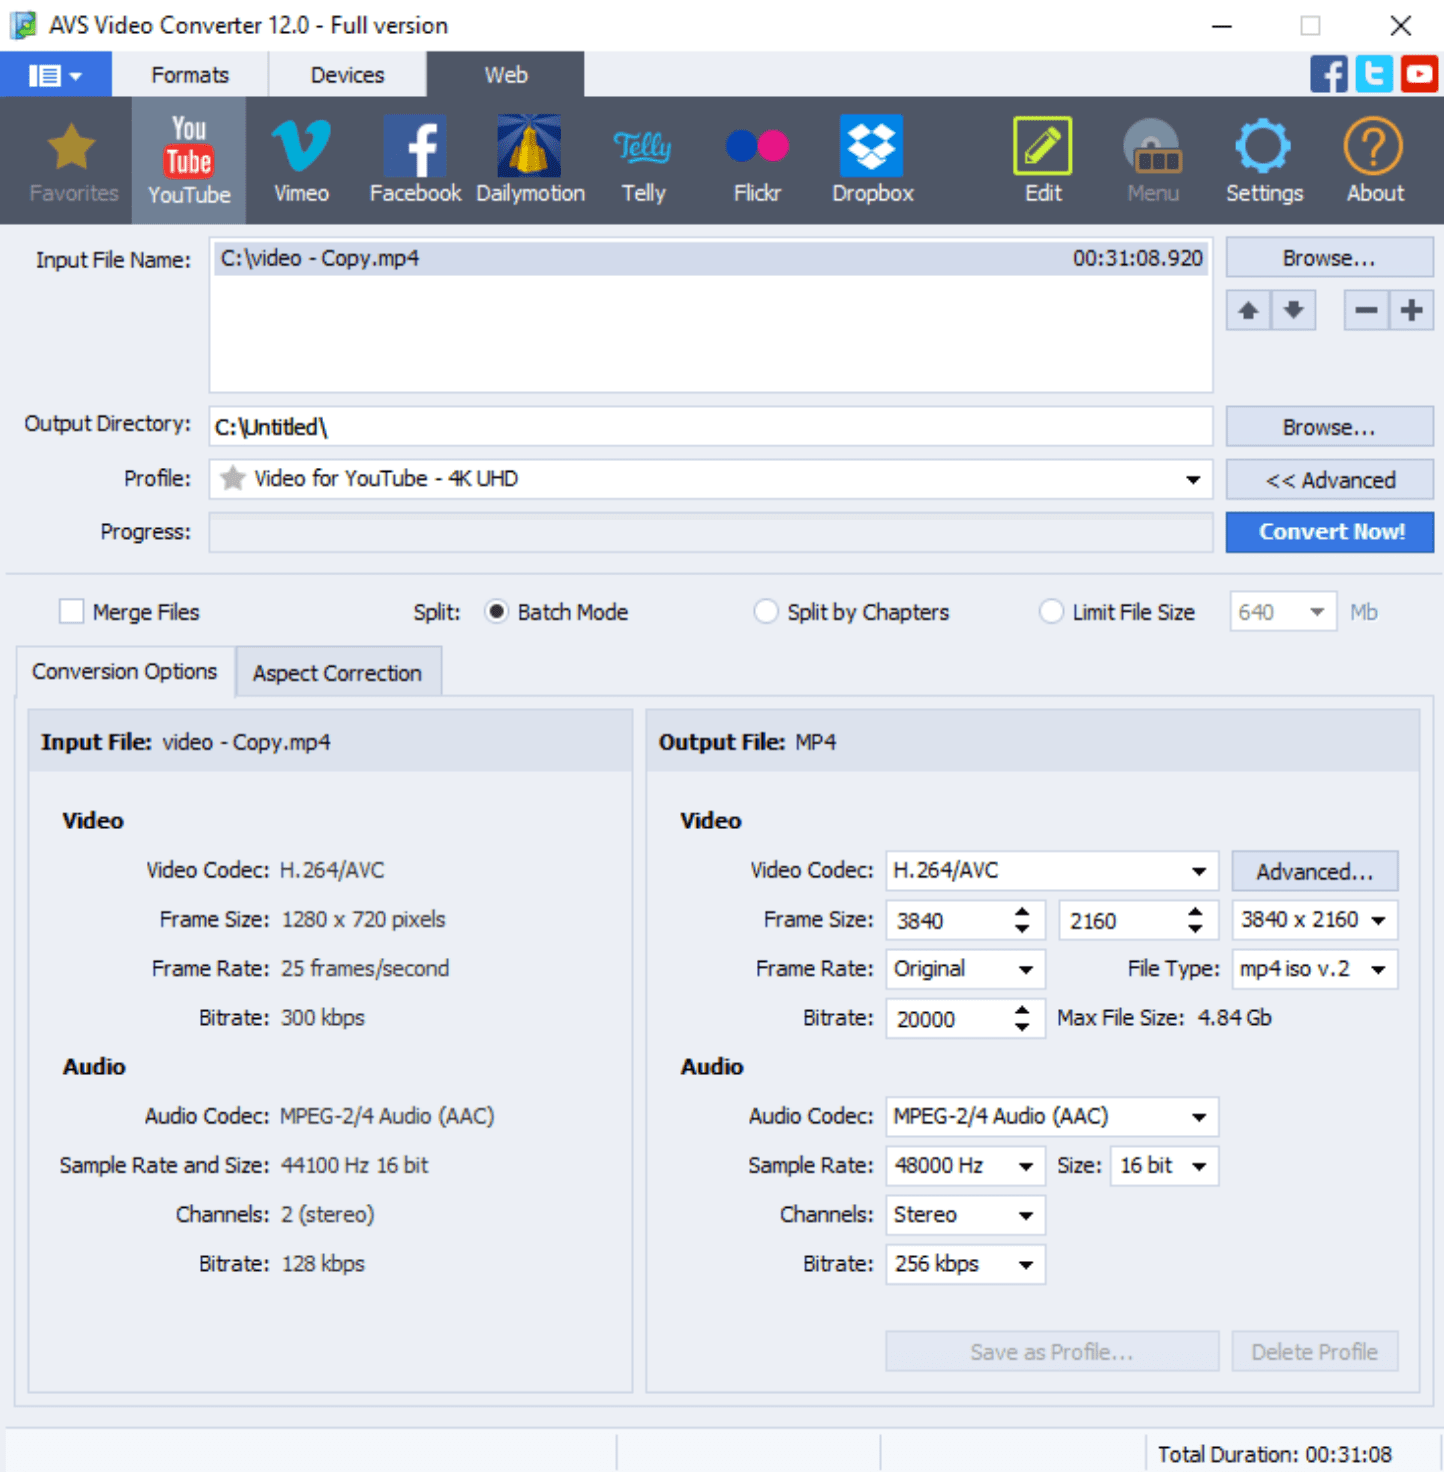 AVS Video Converter 12.0 - Full version
Formats Devices Web
You Tube
Telly
Favorites YouTube Vimeo Facebook Dailymotion Telly Flickr Dropbox Edit Menu Settings About
Input File Name: C:\video - Copy.mp4 00:31:08.920 Browse...
Output Directory: C:\Untitled\ Browse...
Profile: Video for YouTube - 4K UHD << Advanced
Progress: Convert Now!
Merge Files Split: Batch Mode Split by Chapters Limit File Size 640 Mb
Conversion Options Aspect Correction
Input File: video - Copy.mp4
Video
Video Codec: H.264/AVC
Frame Size: 1280 x 720 pixels
Frame Rate: 25 frames/second
Bitrate: 300 kbps
Audio
Audio Codec: MPEG-2/4 Audio (AAC)
Sample Rate and Size: 44100 Hz 16 bit
Channels: 2 (stereo)
Bitrate: 128 kbps
Output File: MP4
Video
Video Codec: H.264/AVC Advanced...
Frame Size: 3840 2160 3840 x 2160
Frame Rate: Original File Type: mp4 iso v.2
Bitrate: 20000 Max File Size: 4.84 Gb
Audio
Audio Codec: MPEG-2/4 Audio (AAC)
Sample Rate: 48000 Hz Size: 16 bit
Channels: Stereo
Bitrate: 256 kbps
Save as Profile... Delete Profile
Total Duration: 00:31:08